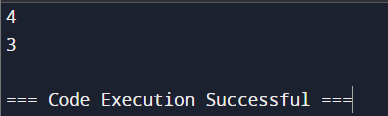 4
3
=== Code Execution Successful ===